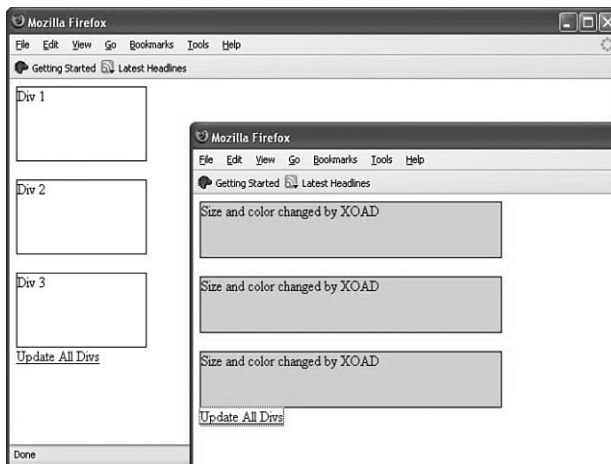 Mozilla Firefox
File Edit View Go Bookmarks Tools Help
Getting Started Latest Headlines
Div 1
Div 2
Div 3
Update All Divs
Done
Mozilla Firefox
File Edit View Go Bookmarks Tools Help
Getting Started Latest Headlines
Size and color changed by XOAD
Size and color changed by XOAD
Size and color changed by XOAD
Update All Divs